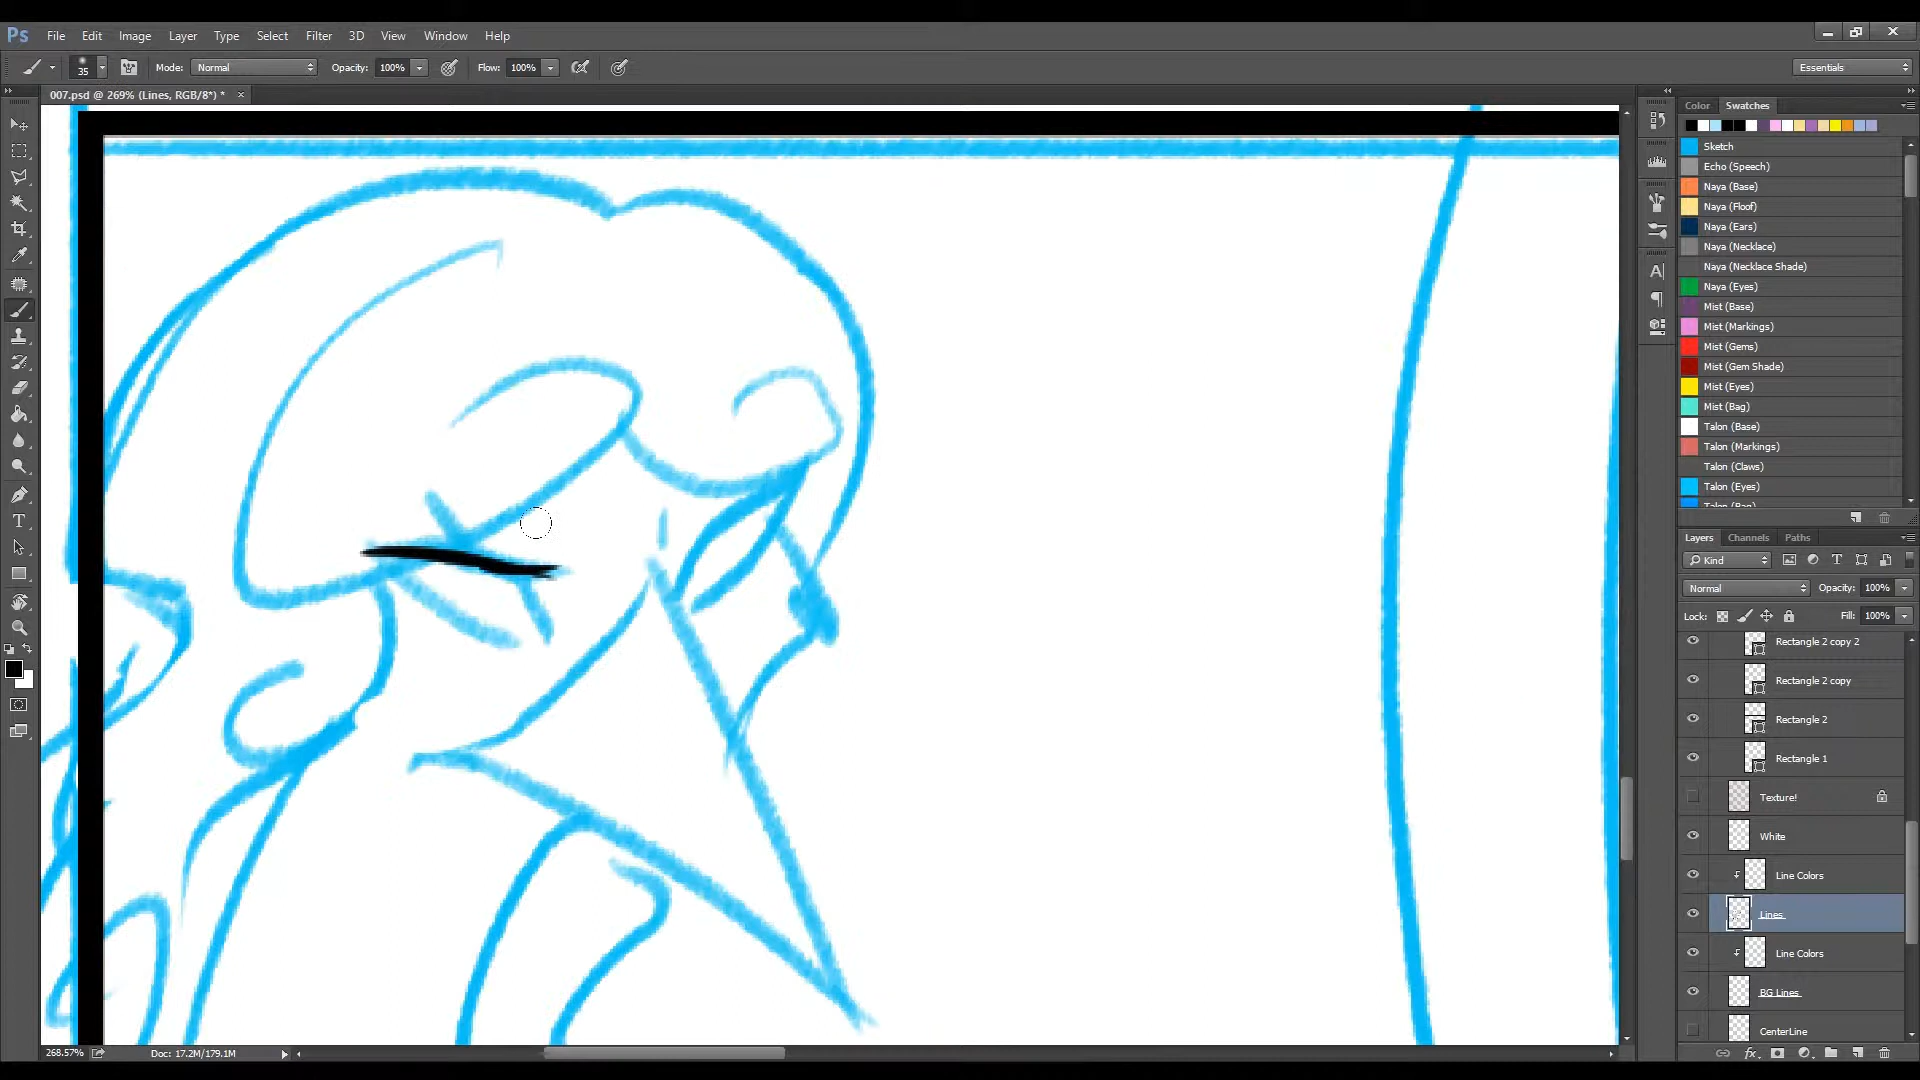 Ps File Edit Image Layer Type Select Filter 3D View Window Help
35 Mode: Normal Opacity: 100% Flow: 100% Essentials
007.psd @ 269% (Lines, RGB/8*) * ×
Color Swatches
Sketch
Echo (Speech)
Naya (Base)
Naya (Floof)
Naya (Ears)
Naya (Necklace)
Naya (Necklace Shade)
Naya (Eyes)
Mist (Base)
Mist (Markings)
Mist (Gems)
Mist (Gem Shade)
Mist (Eyes)
Mist (Bag)
Talon (Base)
Talon (Markings)
Talon (Claws)
Talon (Eyes)
Talon (Bag)
Layers Channels Paths
Kind
Normal Opacity: 100%
Lock: Fill: 100%
Rectangle 2 copy 2
Rectangle 2 copy
Rectangle 2
Rectangle 1
Texture!
White
Line Colors
Lines
Line Colors
BG Lines
CenterLine
268.57% Doc: 17.2M/179.1M